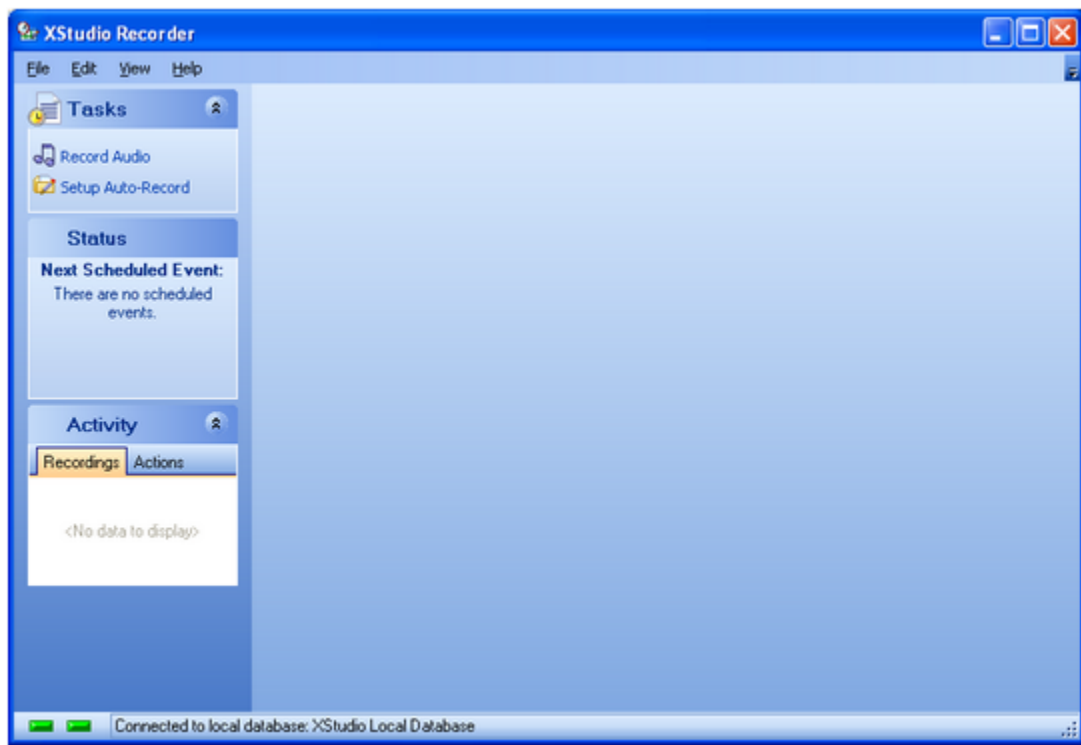 XStudio Recorder
File Edit View Help
Tasks
Record Audio
Setup Auto-Record
Status
Next Scheduled Event:
There are no scheduled
events.
Activity
Recordings Actions
<No data to display>
Connected to local database: XStudio Local Database